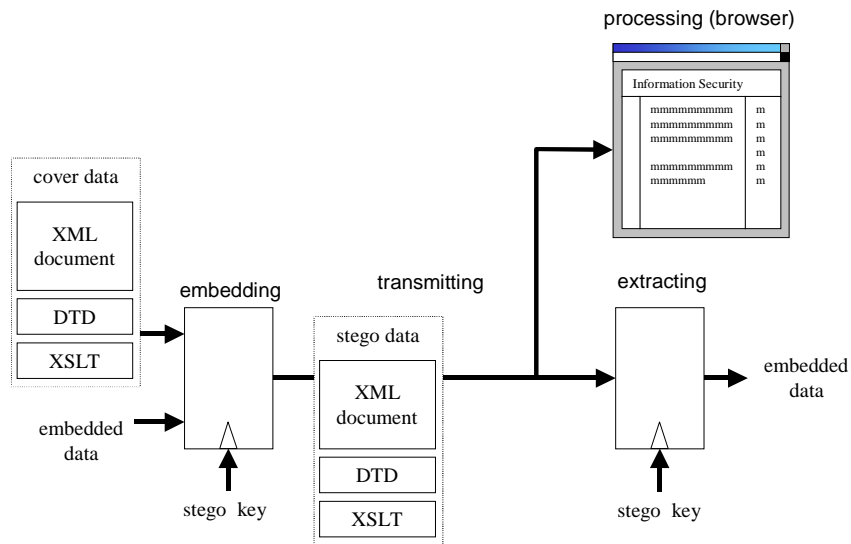 processing (browser)
Information Security
mmmmmmmmm m
mmmmmmmmm m
mmmmmmmmm m
m
mmmmmmmmm m
mmmmmm m
cover data
XML
document
DTD
XSLT
embedding
embedded
data
stego key
transmitting
stego data
XML
document
DTD
XSLT
extracting
stego key
embedded
data